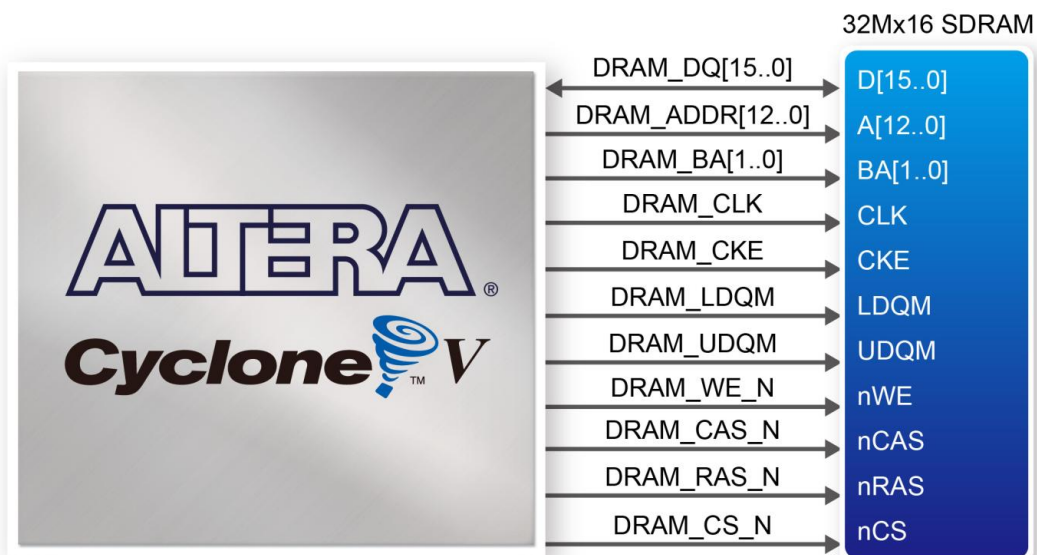 32Mx16 SDRAM
DRAM_DQ[15..0]
D[15..0]
DRAM_ADDR[12..0]
A[12..0]
DRAM_BA[1..0]
BA[1..0]
DRAM_CLK
CLK
DRAM_CKE
CKE
DRAM_LDQM
LDQM
DRAM_UDQM
UDQM
DRAM_WE_N
nWE
DRAM_CAS_N
nCAS
DRAM_RAS_N
nRAS
DRAM_CS_N
nCS
ALTERA®
Cyclone™ V